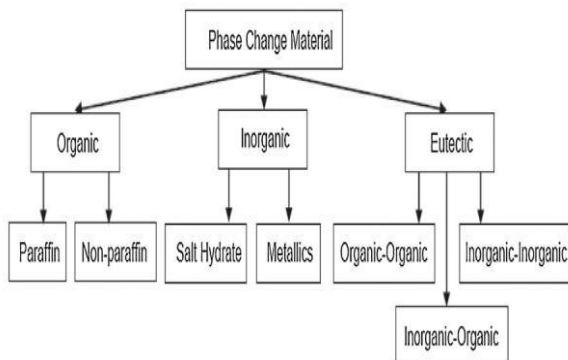 Phase Change Material
Organic
Inorganic
Eutectic
Paraffin
Non-paraffin
Salt Hydrate
Metallics
Organic-Organic
Inorganic-Inorganic
Inorganic-Organic